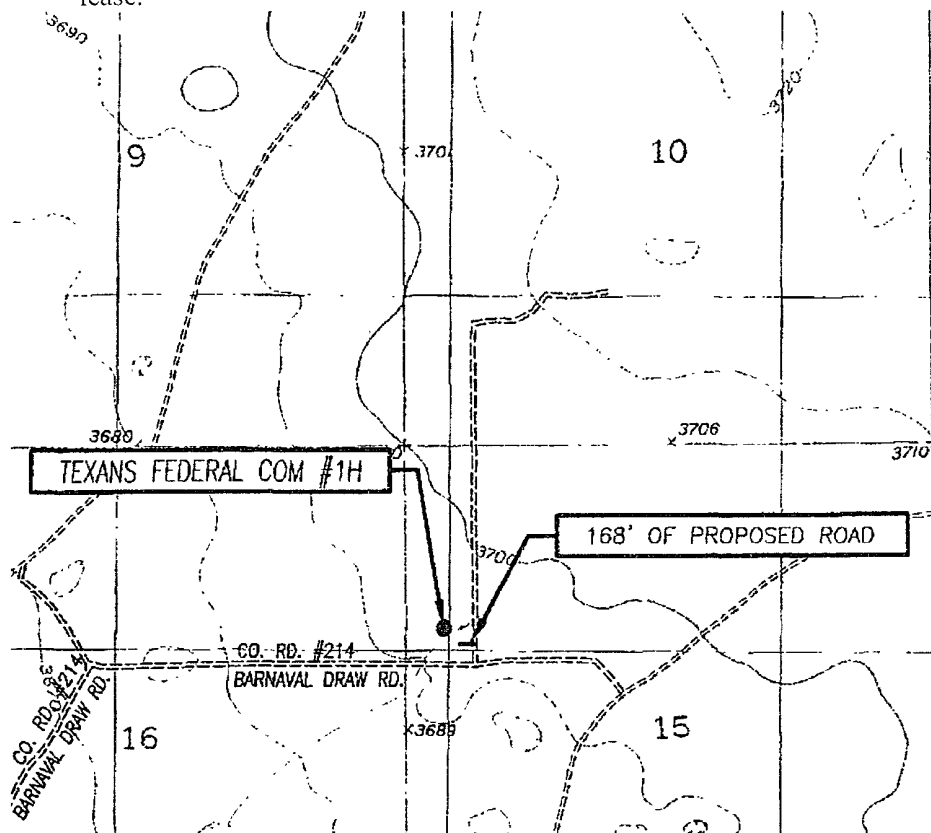 lease.
3690
3720
9
3701
10
3680
3706
3710
TEXANS FEDERAL COM #1H
168' OF PROPOSED ROAD
3700
CO. RD. #214
BARNAVAL DRAW RD.
CO. RD. #214
BARNAVAL DRAW RD.
16
3689
15